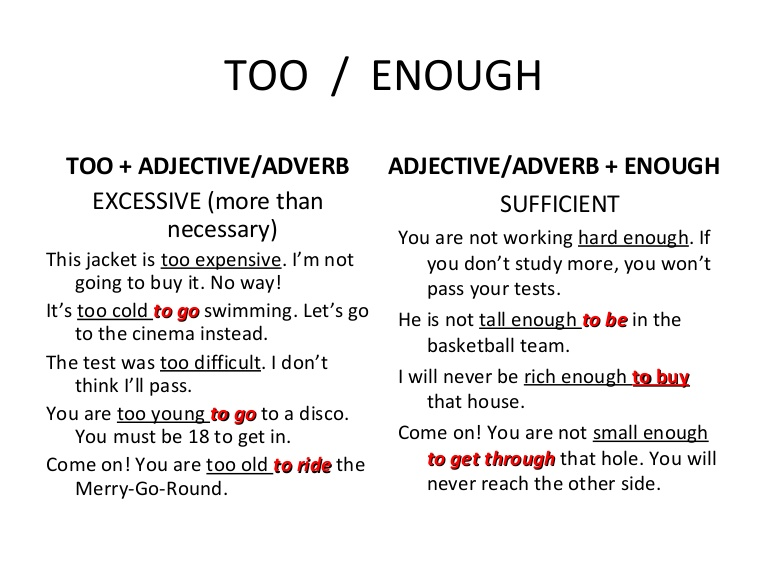 TOO / ENOUGH
TOO + ADJECTIVE/ADVERB
EXCESSIVE (more than
necessary)
This jacket is too expensive. I'm not
going to buy it. No way!
It's too cold to go swimming. Let's go
to the cinema instead.
The test was too difficult. I don't
think I'll pass.
You are too young to go to a disco.
You must be 18 to get in.
Come on! You are too old to ride the
Merry-Go-Round.
ADJECTIVE/ADVERB + ENOUGH
SUFFICIENT
You are not working hard enough. If
you don't study more, you won't
pass your tests.
He is not tall enough to be in the
basketball team.
I will never be rich enough to buy
that house.
Come on! You are not small enough
to get through that hole. You will
never reach the other side.